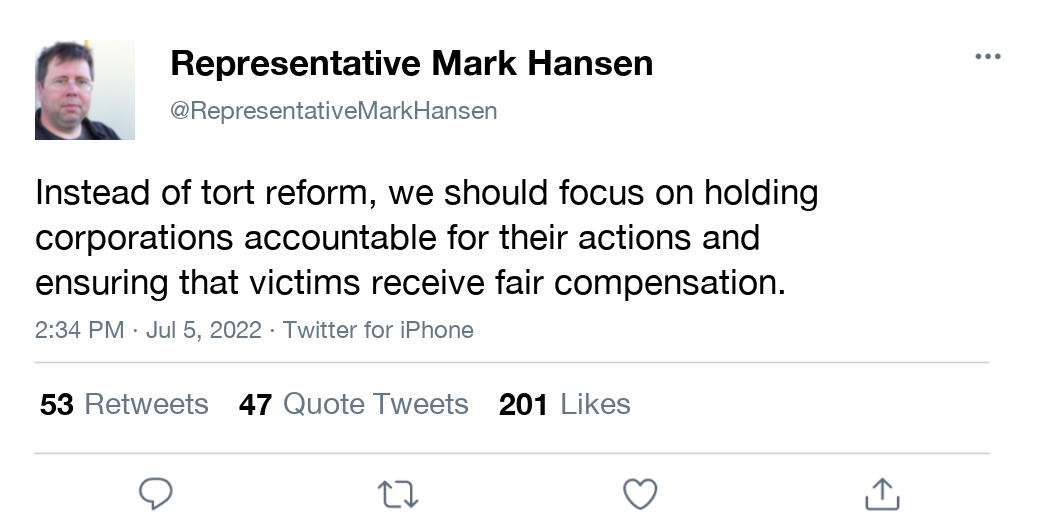 Representative Mark Hansen
@RepresentativeMarkHansen
Instead of tort reform, we should focus on holding
corporations accountable for their actions and
ensuring that victims receive fair compensation.
2:34 PM · Jul 5, 2022 · Twitter for iPhone
53 Retweets 47 Quote Tweets 201 Likes